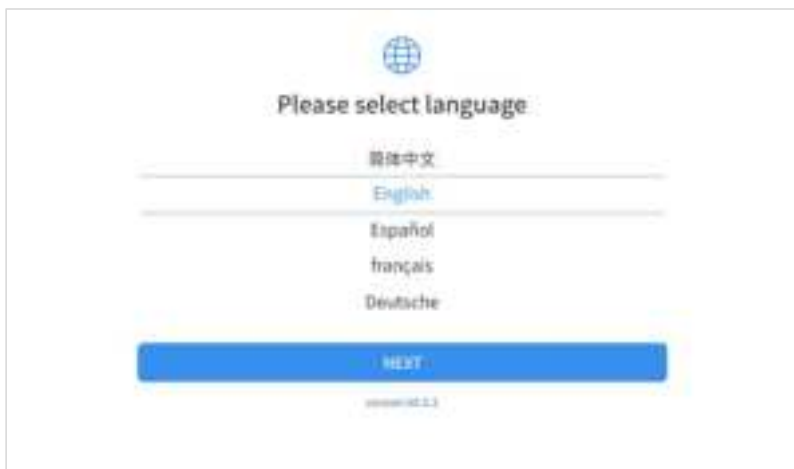 Please select language
简体中文
English
Español
français
Deutsche
NEXT